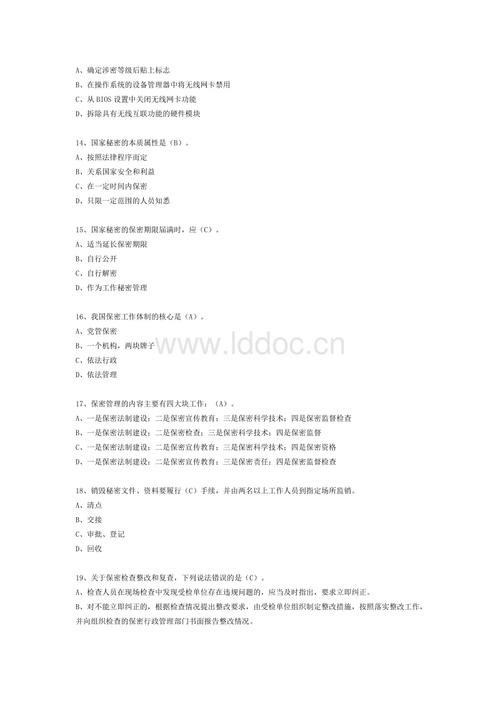 A、确定涉密等级后贴上标志
B、在操作系统的设备管理器中将无线网卡禁用
C、从 BIOS 设置中关闭无线网卡功能
D、拆除具有无线互联功能的硬件模块
14、国家秘密的本质属性是（B）。
A、按照法律程序而定
B、关系国家安全和利益
C、在一定时间内保密
D、只限一定范围的人员知悉
15、国家秘密的保密期限届满时，应（C）。
A、适当延长保密期限
B、自行公开
C、自行解密
D、作为工作秘密管理
16、我国保密工作体制的核心是（A）。
A、党管保密
B、一个机构，两块牌子
C、依法行政
D、依法管理
www.lddoc.cn
17、保密管理的内容主要有四大块工作：（A）。
A、一是保密法制建设；二是保密宣传教育；三是保密科学技术；四是保密监督检查
B、一是保密法制建设；二是保密检查；三是保密科学技术；四是保密监督
C、一是保密法制建设；二是保密宣传教育；三是保密科学技术；四是保密资格
D、一是保密法制建设；二是保密宣传教育；三是保密责任；四是保密监督检查
18、销毁秘密文件、资料要履行（C）手续，并由两名以上工作人员到指定场所监销。
A、清点
B、交接
C、审批、登记
D、回收
19、关于保密检查整改和复查，下列说法错误的是（C）。
A、检查人员在现场检查中发现受检单位存在违规问题的，应当及时指出，要求立即纠正。
B、对不能立即纠正的，根据检查情况提出整改要求，由受检单位组织制定整改措施，按照落实整改工作，
并向组织检查的保密行政管理部门书面报告整改情况。